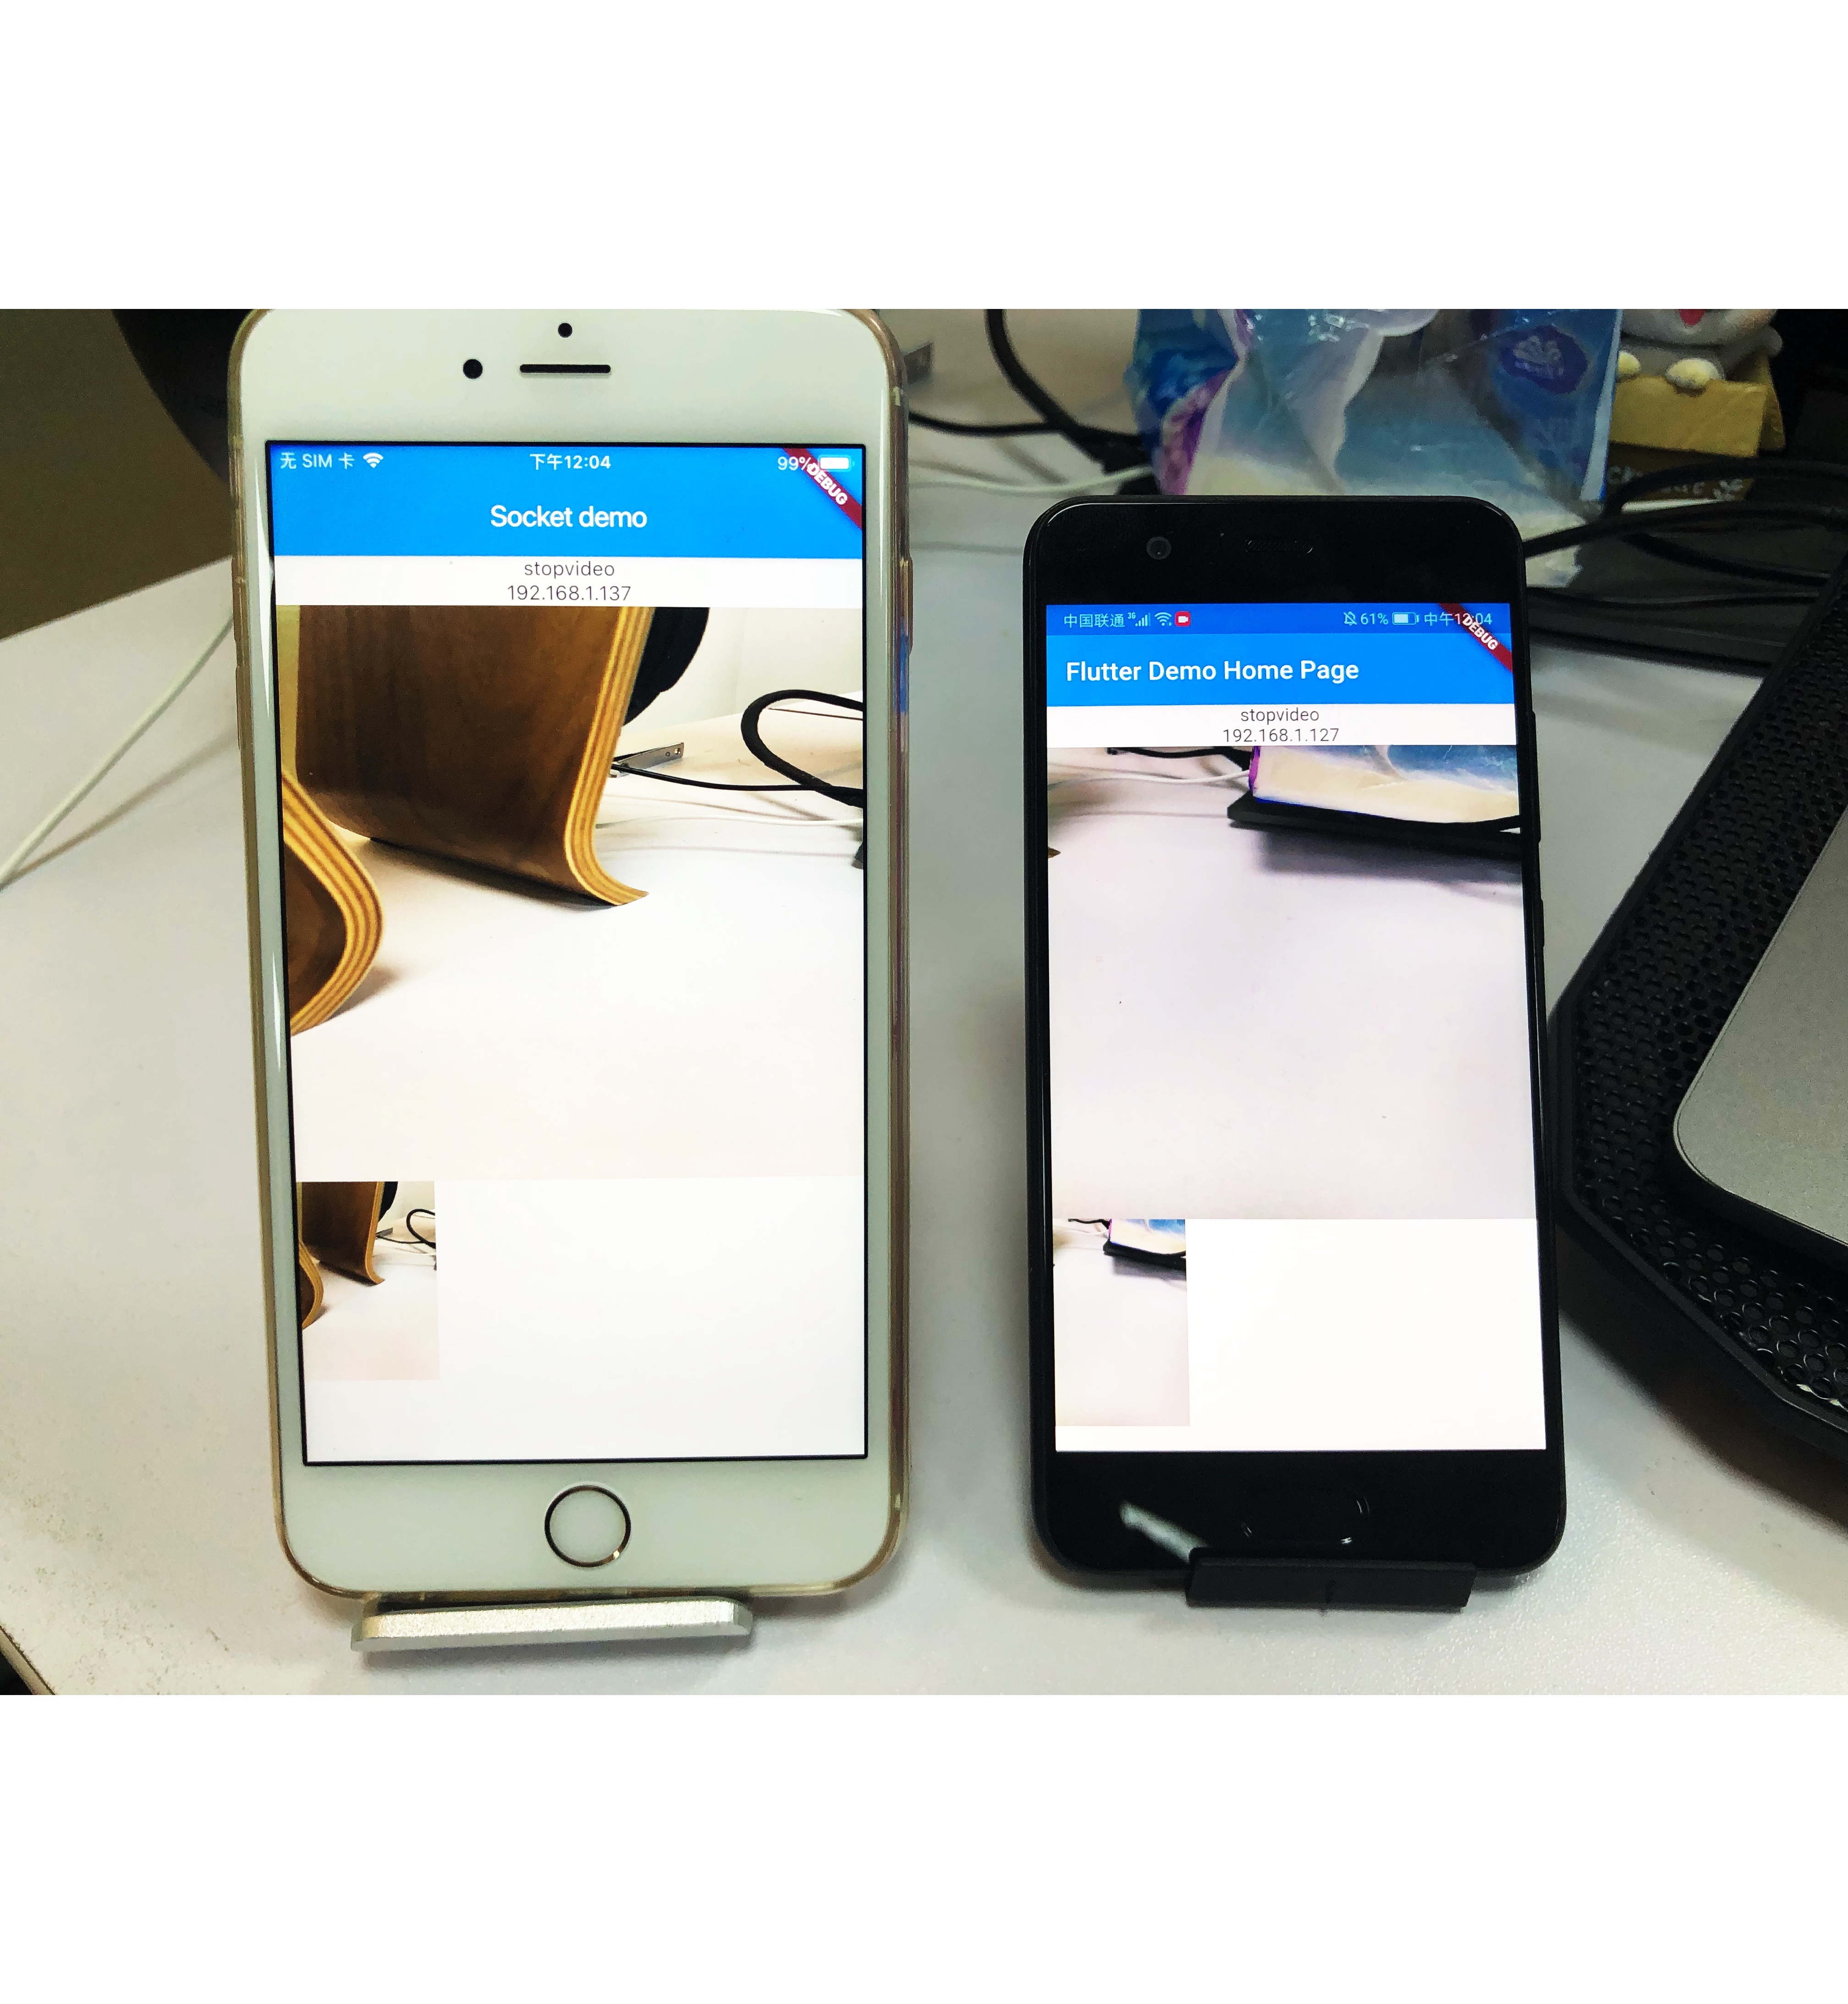 无 SIM 卡 下午12:04 99%
DEBUG
Socket demo
stopvideo
192.168.1.137
中国联通 36 61% 中午12:04
DEBUG
Flutter Demo Home Page
stopvideo
192.168.1.127